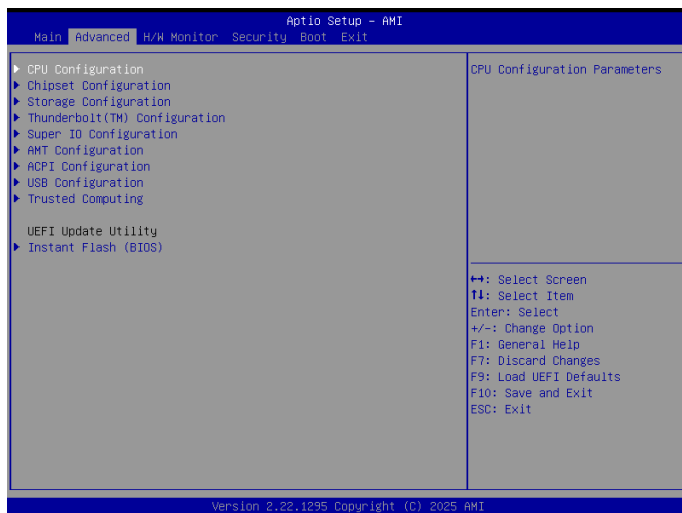 Aptio Setup – AMI
Main Advanced H/W Monitor Security Boot Exit
CPU Configuration
Chipset Configuration
Storage Configuration
Thunderbolt(TM) Configuration
Super IO Configuration
AMT Configuration
ACPI Configuration
USB Configuration
Trusted Computing
UEFI Update Utility
Instant Flash (BIOS)
CPU Configuration Parameters
↔: Select Screen
↑↓: Select Item
Enter: Select
+/-: Change Option
F1: General Help
F7: Discard Changes
F9: Load UEFI Defaults
F10: Save and Exit
ESC: Exit
Version 2.22.1295 Copyright (C) 2025 AMI